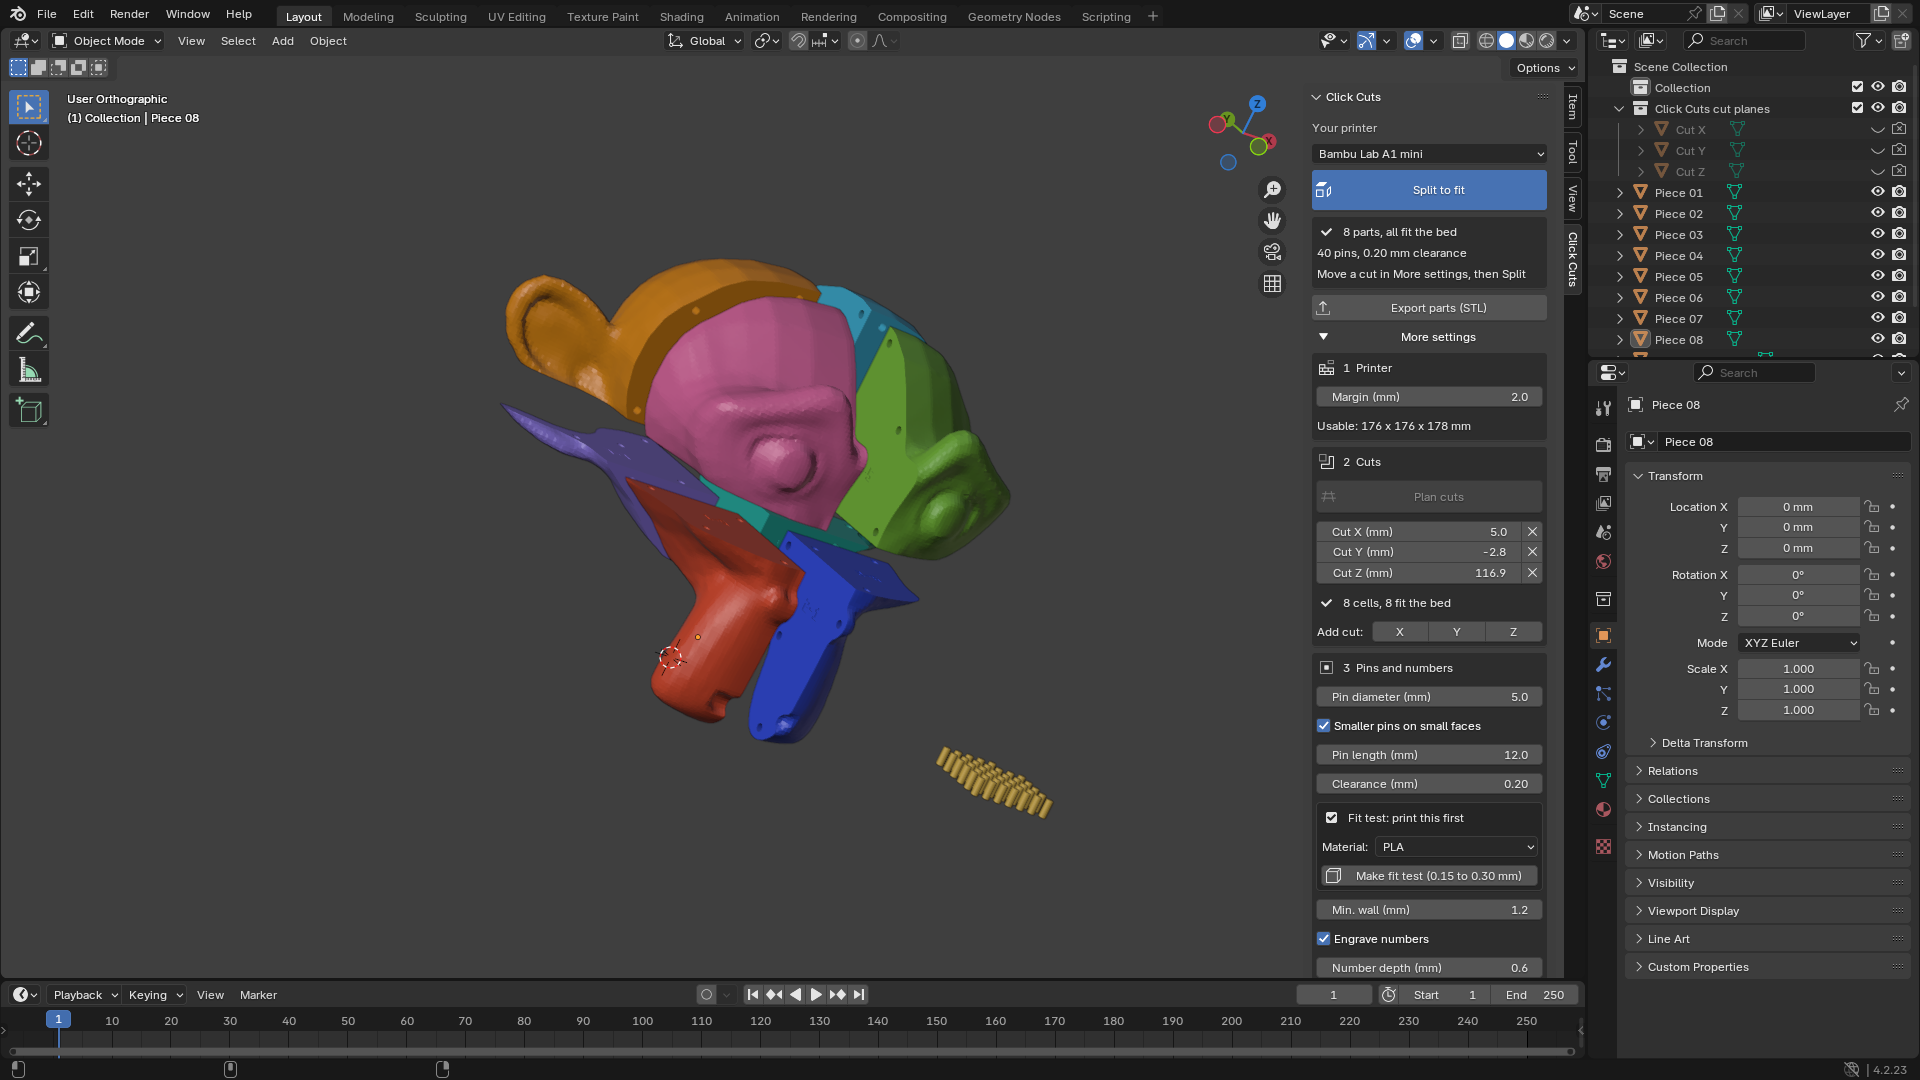 File Edit Render Window Help
Layout Modeling Sculpting UV Editing Texture Paint Shading Animation Rendering Compositing Geometry Nodes Scripting
Scene
ViewLayer
Object Mode View Select Add Object
Global
Options
User Orthographic
(1) Collection | Piece 08
Z
Y
X
Click Cuts
Your printer
Bambu Lab A1 mini
Split to fit
8 parts, all fit the bed
40 pins, 0.20 mm clearance
Move a cut in More settings, then Split
Export parts (STL)
More settings
1 Printer
Margin (mm) 2.0
Usable: 176 x 176 x 178 mm
2 Cuts
Plan cuts
Cut X (mm) 5.0
Cut Y (mm) -2.8
Cut Z (mm) 116.9
8 cells, 8 fit the bed
Add cut: X Y Z
3 Pins and numbers
Pin diameter (mm) 5.0
Smaller pins on small faces
Pin length (mm) 12.0
Clearance (mm) 0.20
Fit test: print this first
Material: PLA
Make fit test (0.15 to 0.30 mm)
Min. wall (mm) 1.2
Engrave numbers
Number depth (mm) 0.6
Item
Tool
View
Click Cuts
Search
Scene Collection
Collection
Click Cuts cut planes
Cut X
Cut Y
Cut Z
Piece 01
Piece 02
Piece 03
Piece 04
Piece 05
Piece 06
Piece 07
Piece 08
Search
Piece 08
Piece 08
Transform
Location X 0 mm
Y 0 mm
Z 0 mm
Rotation X 0°
Y 0°
Z 0°
Mode XYZ Euler
Scale X 1.000
Y 1.000
Z 1.000
Delta Transform
Relations
Collections
Instancing
Motion Paths
Visibility
Viewport Display
Line Art
Custom Properties
Playback Keying View Marker
1 Start 1 End 250
1 10 20 30 40 50 60 70 80 90 100 110 120 130 140 150 160 170 180 190 200 210 220 230 240 250
4.2.23